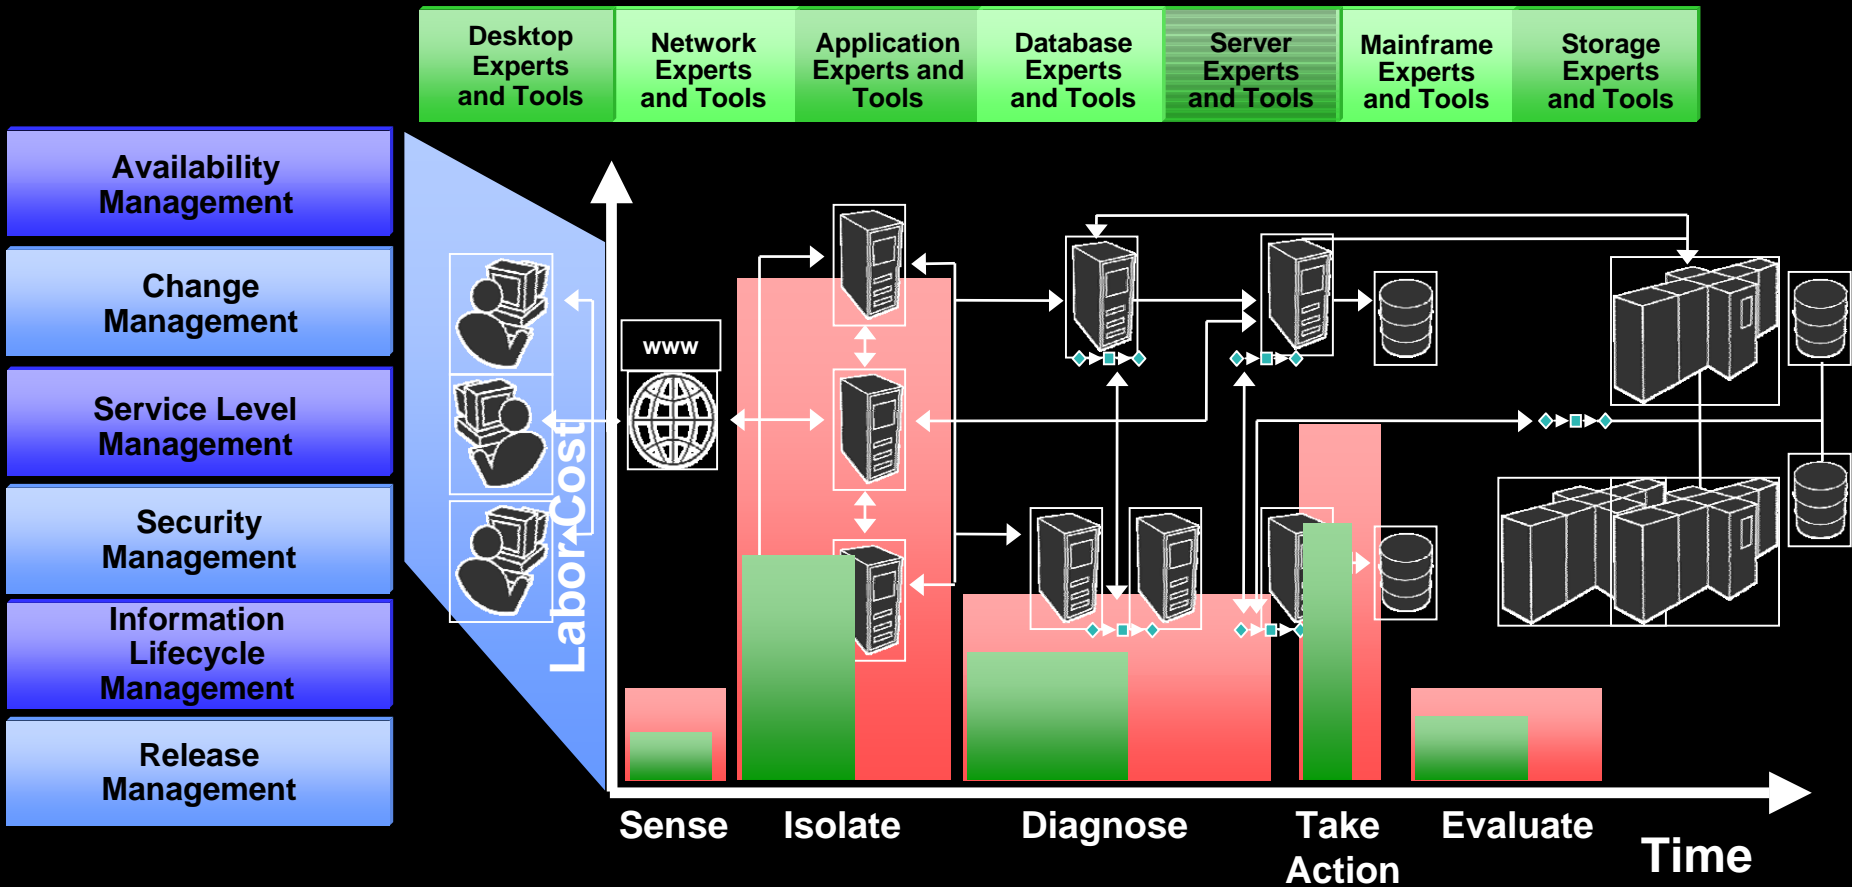 Desktop
Experts
and Tools
Network
Experts
and Tools
Application
Experts and
Tools
Database
Experts
and Tools
Server
Experts
and Tools
Mainframe
Experts
and Tools
Storage
Experts
and Tools
Availability
Management
Change
Management
Service Level
Management
Security
Management
Information
Lifecycle
Management
Release
Management
www
Labor Cost
Sense
Isolate
Diagnose
Take
Action
Evaluate
Time